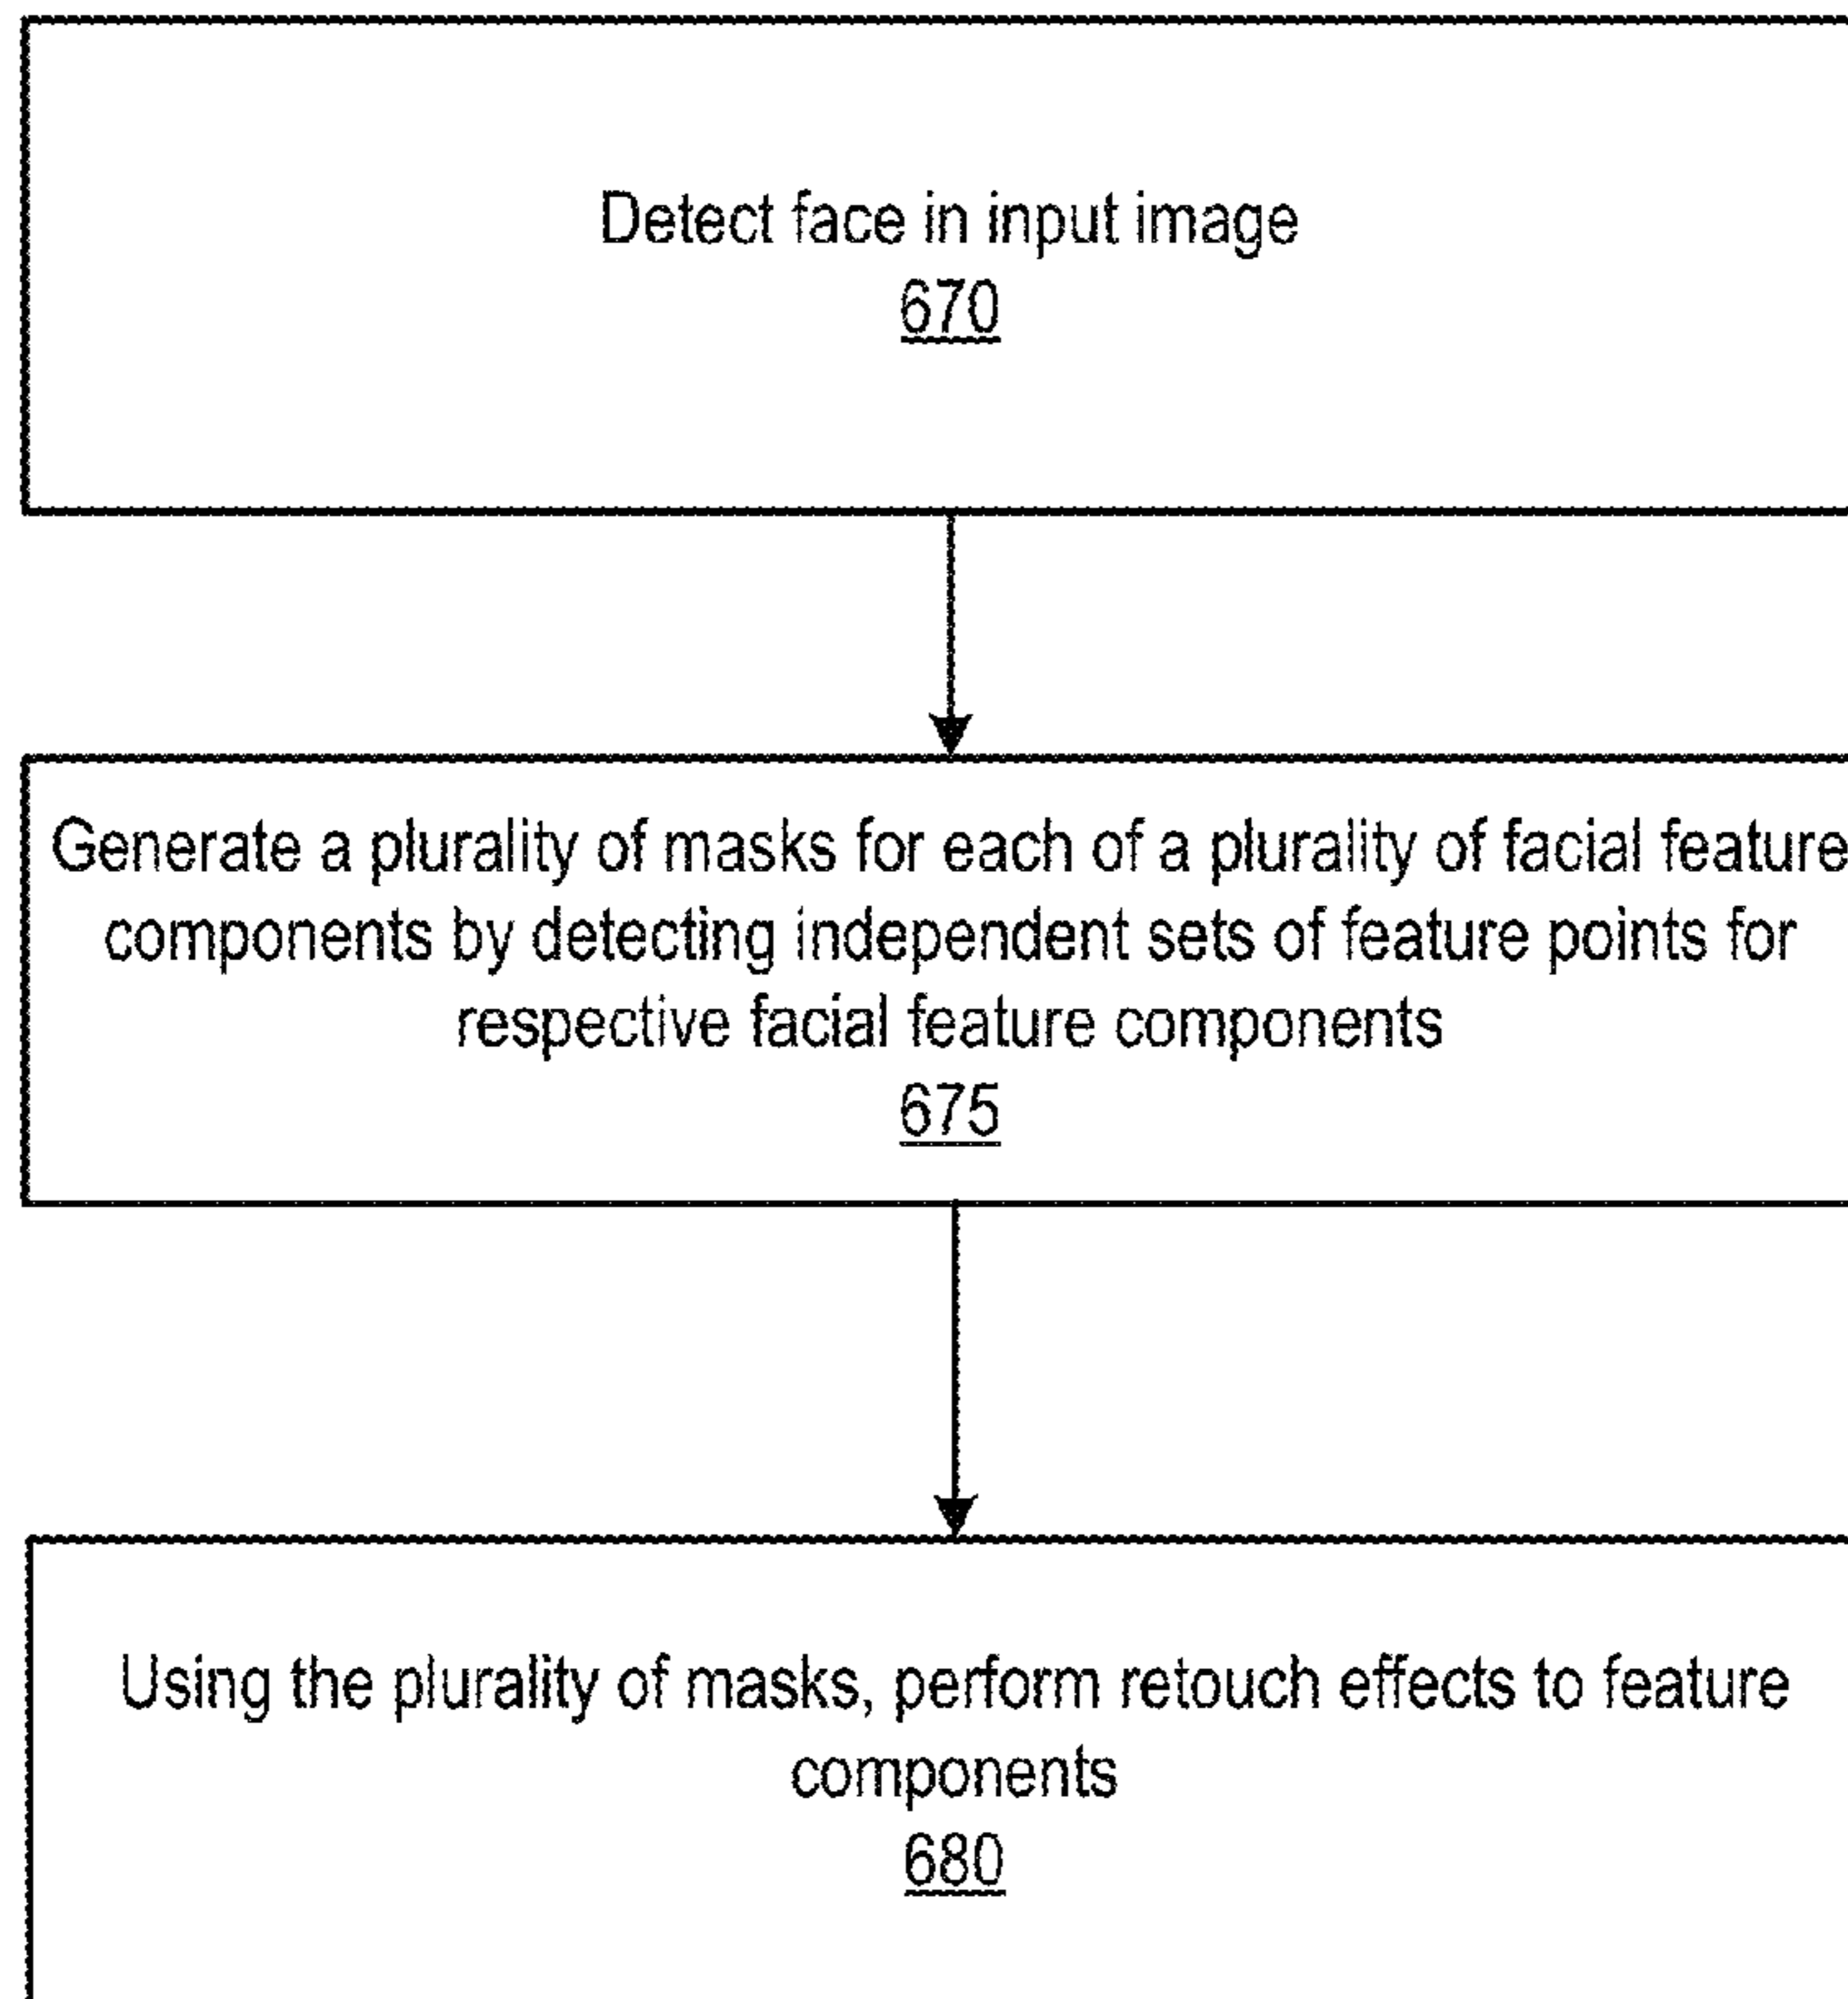 Detect face in input image
670
Generate a plurality of masks for each of a plurality of facial feature
components by detecting independent sets of feature points for
respective facial feature components
675
Using the plurality of masks, perform retouch effects to feature
components
680